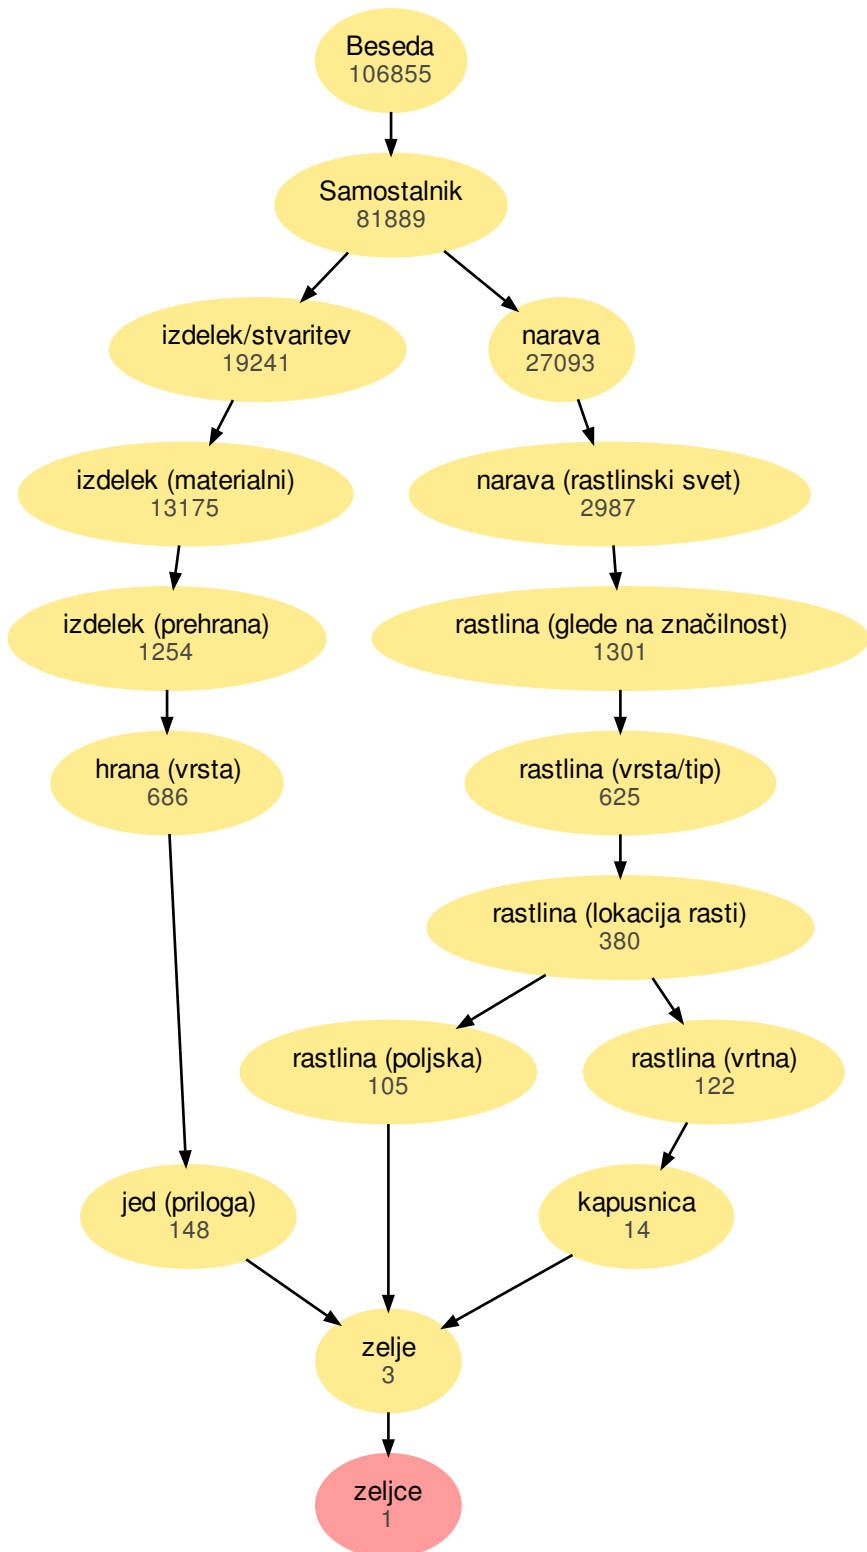 Beseda
106855
Samostalnik
81889
izdelek/stvaritev
19241
narava
27093
izdelek (materialni)
13175
narava (rastlinski svet)
2987
izdelek (prehrana)
1254
rastlina (glede na značilnost)
1301
hrana (vrsta)
686
rastlina (vrsta/tip)
625
rastlina (lokacija rasti)
380
rastlina (poljska)
105
rastlina (vrtna)
122
jed (priloga)
148
kapusnica
14
zelje
3
zeljce
1